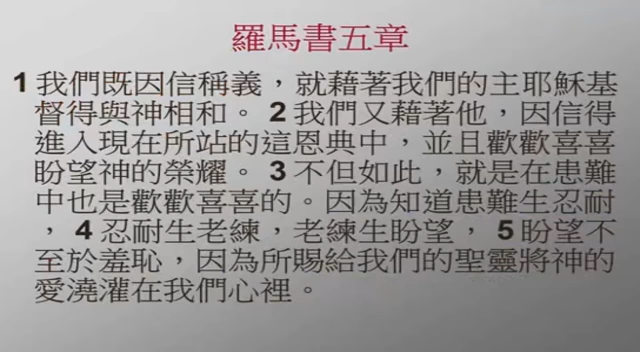 羅馬書五章
1 我們既因信稱義，就藉著我們的主耶穌基
督得與神相和。 2 我們又藉著他，因信得
進入現在所站的這恩典中，並且歡歡喜喜
盼望神的榮耀。 3 不但如此，就是在患難
中也是歡歡喜喜的。因為知道患難生忍耐
， 4 忍耐生老練，老練生盼望， 5 盼望不
至於羞恥，因為所賜給我們的聖靈將神的
愛澆灌在我們心裡。